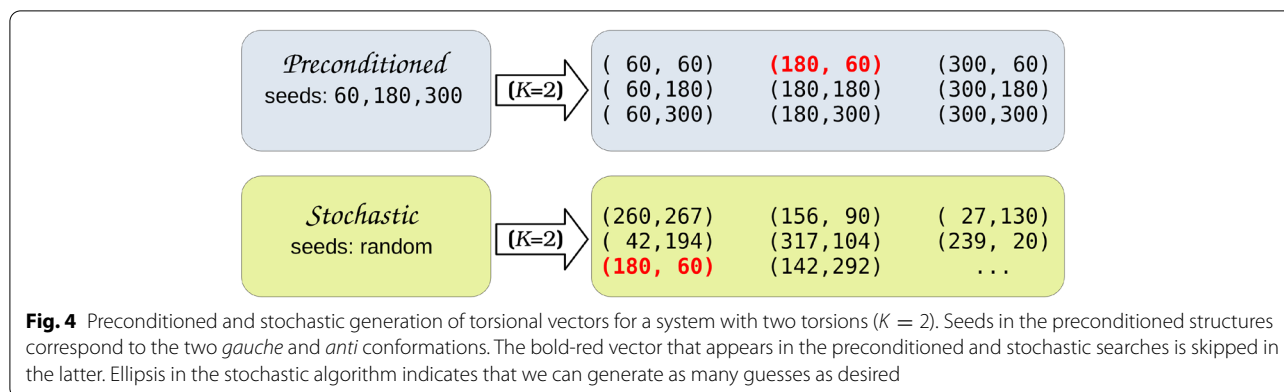 Preconditioned
seeds: 60,180,300
(K=2)
( 60, 60) (180, 60) (300, 60)
( 60,180) (180,180) (300,180)
( 60,300) (180,300) (300,300)
Stochastic
seeds: random
(K=2)
(260,267) (156, 90) ( 27,130)
( 42,194) (317,104) (239, 20)
(180, 60) (142,292) ...
Fig. 4 Preconditioned and stochastic generation of torsional vectors for a system with two torsions (K = 2). Seeds in the preconditioned structures
correspond to the two gauche and anti conformations. The bold-red vector that appears in the preconditioned and stochastic searches is skipped in
the latter. Ellipsis in the stochastic algorithm indicates that we can generate as many guesses as desired